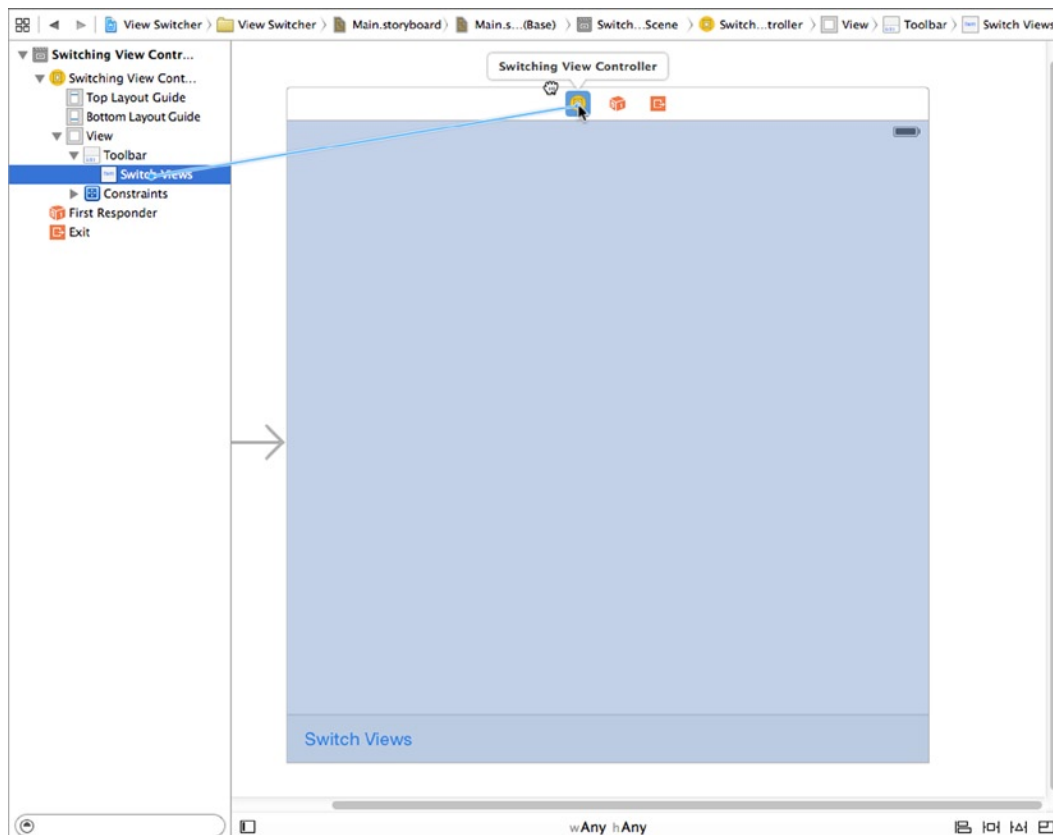 View Switcher View Switcher Main.storyboard Main.s...(Base) Switch...Scene Switch...troller View Toolbar Switch Views
Switching View Contr...
Switching View Cont...
Top Layout Guide
Bottom Layout Guide
View
Toolbar
Switch Views
Constraints
First Responder
Exit
Switching View Controller
Switch Views
wAny hAny